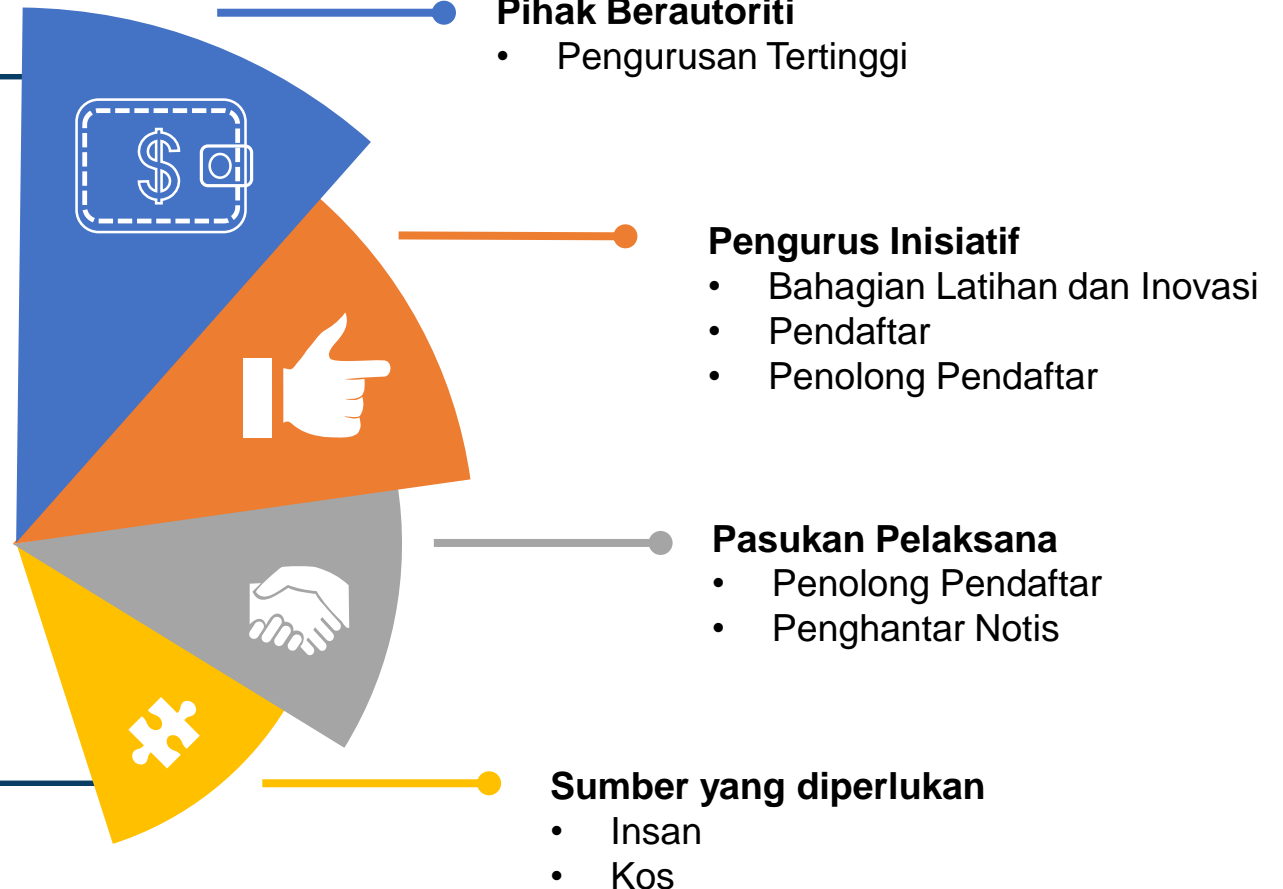 Pihak Berautoriti
• Pengurusan Tertinggi
$
Pengurus Inisiatif
• Bahagian Latihan dan Inovasi
• Pendaftar
• Penolong Pendaftar
Pasukan Pelaksana
• Penolong Pendaftar
• Penghantar Notis
Sumber yang diperlukan
• Insan
• Kos